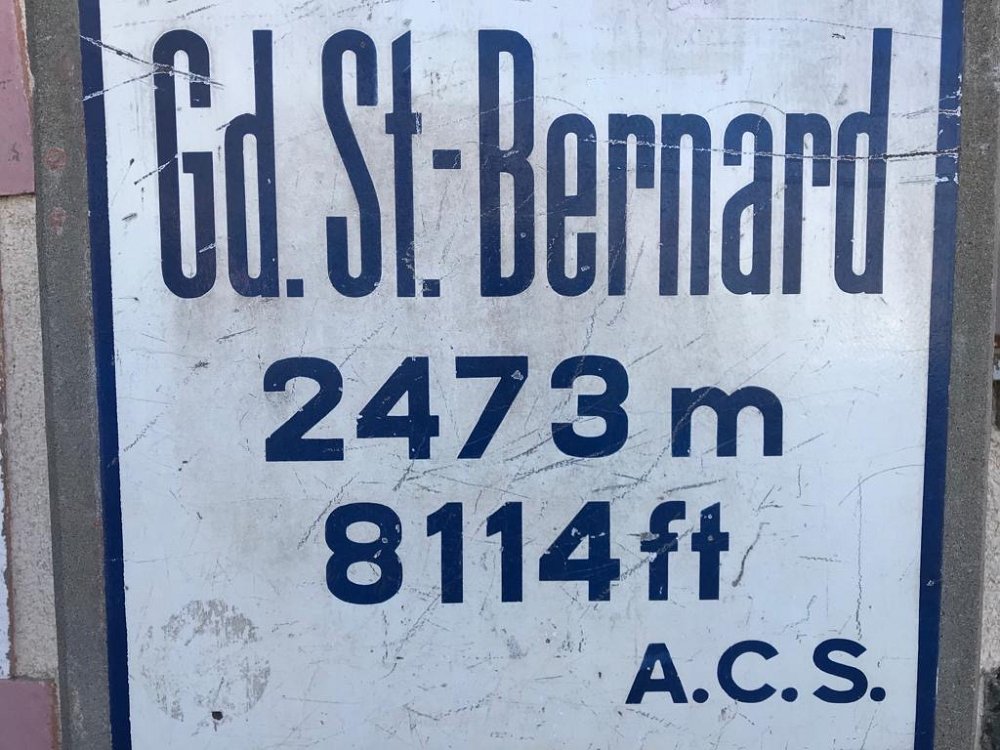 Gd. St.-Bernard
2473 m
8114 ft
A.C.S.